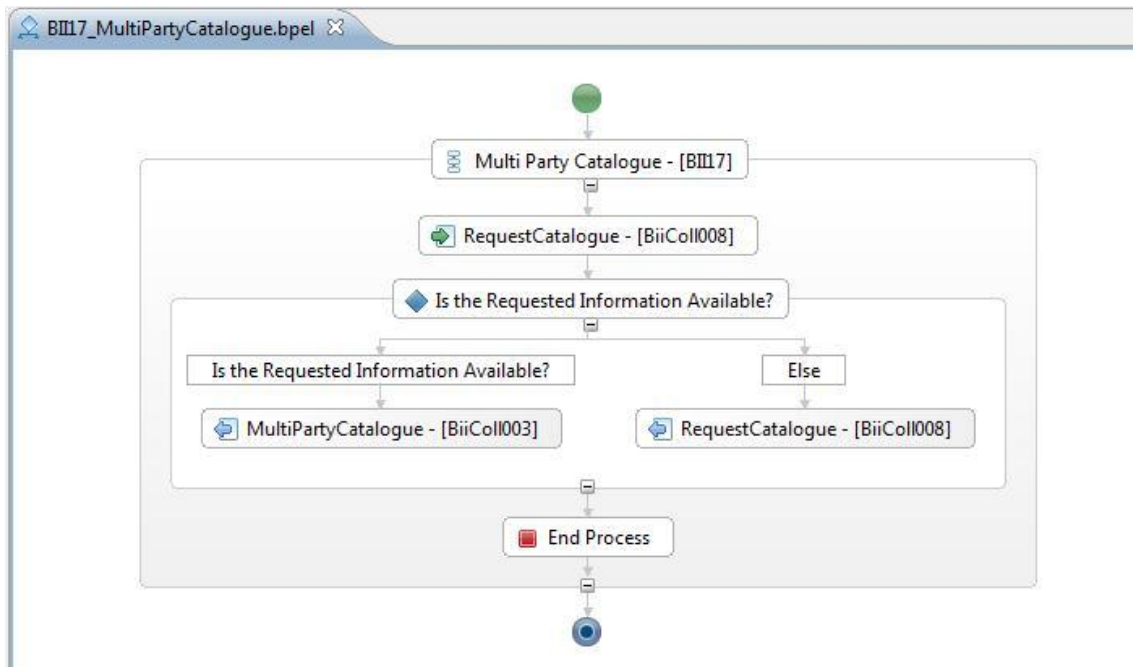 BII17_MultiPartyCatalogue.bpel
Multi Party Catalogue - [BII17]
RequestCatalogue - [BiiColl008]
Is the Requested Information Available?
Is the Requested Information Available?
Else
MultiPartyCatalogue - [BiiColl003]
RequestCatalogue - [BiiColl008]
End Process